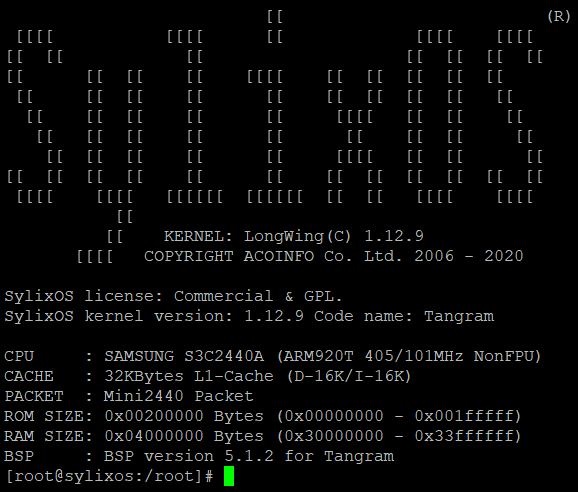 SYLIXOS (R)
KERNEL: LongWing(C) 1.12.9
COPYRIGHT ACOINFO Co. Ltd. 2006 - 2020
SylixOS license: Commercial & GPL.
SylixOS kernel version: 1.12.9 Code name: Tangram
CPU : SAMSUNG S3C2440A (ARM920T 405/101MHz NonFPU)
CACHE : 32KBytes L1-Cache (D-16K/I-16K)
PACKET : Mini2440 Packet
ROM SIZE: 0x00200000 Bytes (0x00000000 - 0x001fffff)
RAM SIZE: 0x04000000 Bytes (0x30000000 - 0x33ffffff)
BSP : BSP version 5.1.2 for Tangram
[root@sylixos:/root]#